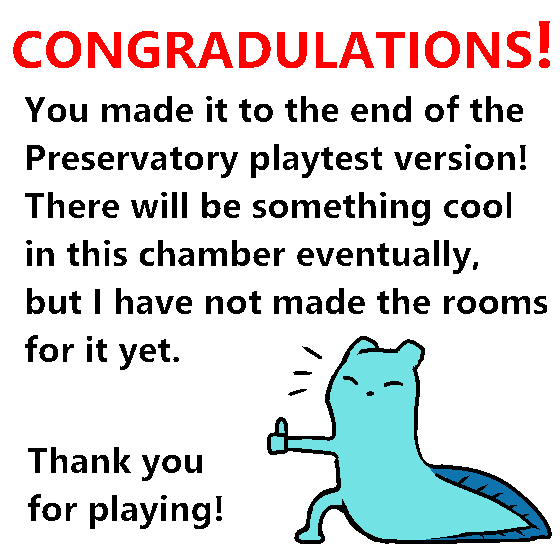 CONGRADULATIONS!
You made it to the end of the
Preservatory playtest version!
There will be something cool
in this chamber eventually,
but I have not made the rooms
for it yet.
Thank you
for playing!